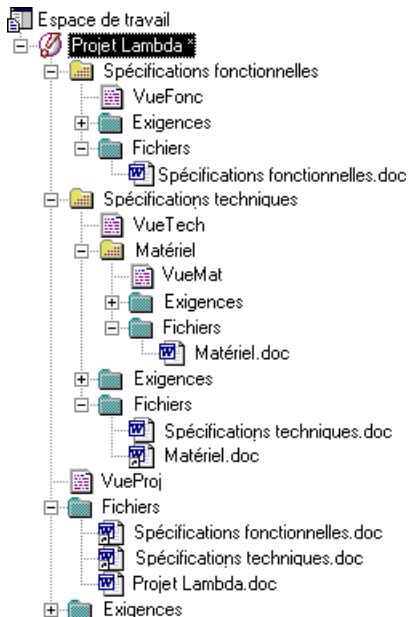 Espace de travail
Projet Lambda *
Spécifications fonctionnelles
VueFonc
Exigences
Fichiers
Spécifications fonctionnelles.doc
Spécifications techniques
VueTech
Matériel
VueMat
Exigences
Fichiers
Matériel.doc
Exigences
Fichiers
Spécifications techniques.doc
Matériel.doc
VueProj
Fichiers
Spécifications fonctionnelles.doc
Spécifications techniques.doc
Projet Lambda.doc
Exigences